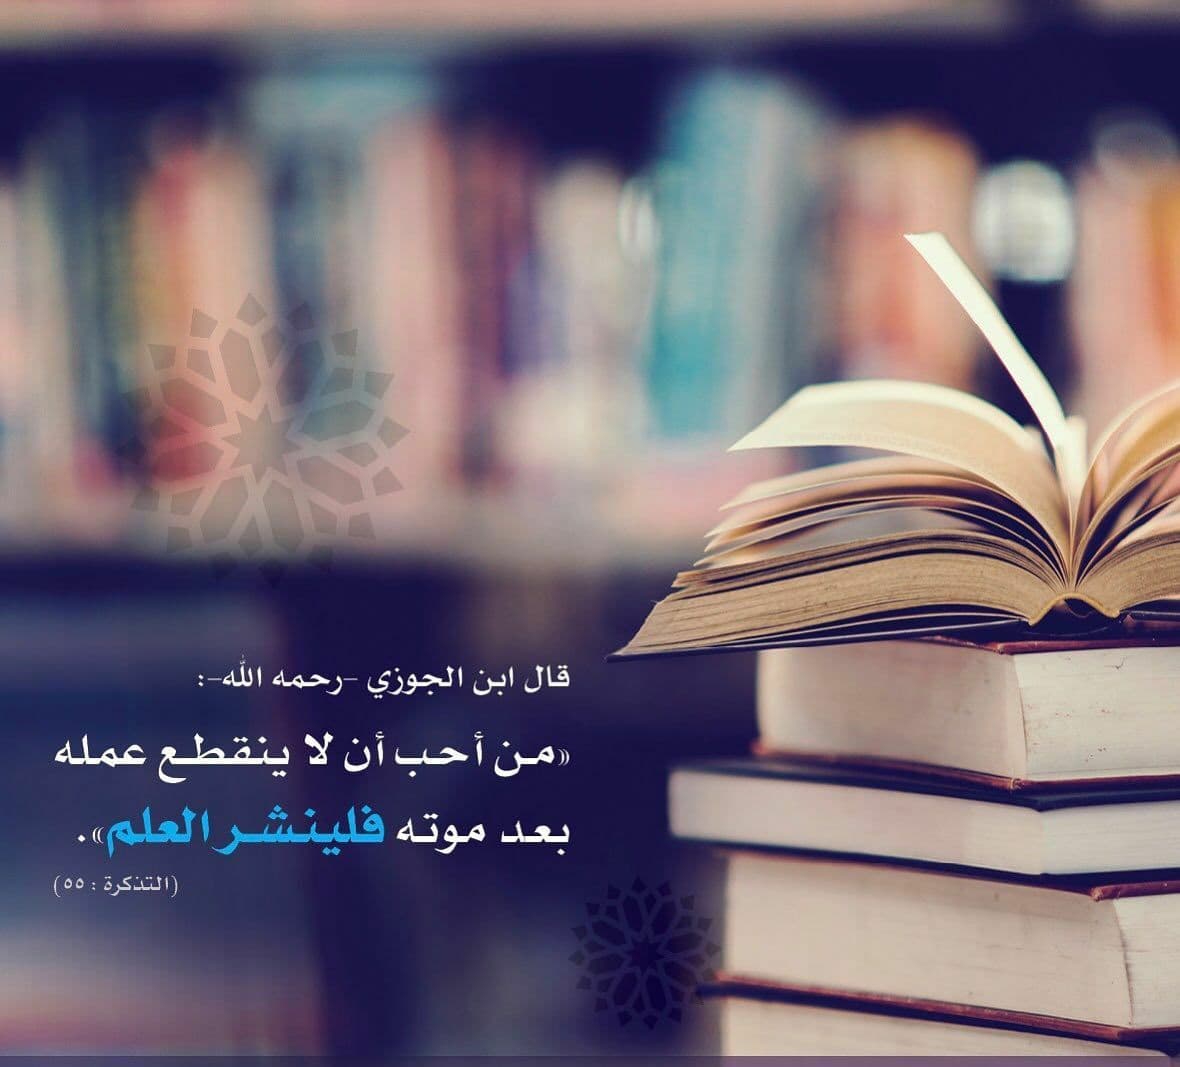 قال ابن الجوزي -رحمه الله-:
«من أحب أن لا ينقطع عمله
بعد موته فلينشر العلم».
(التذكرة : ٥٥)